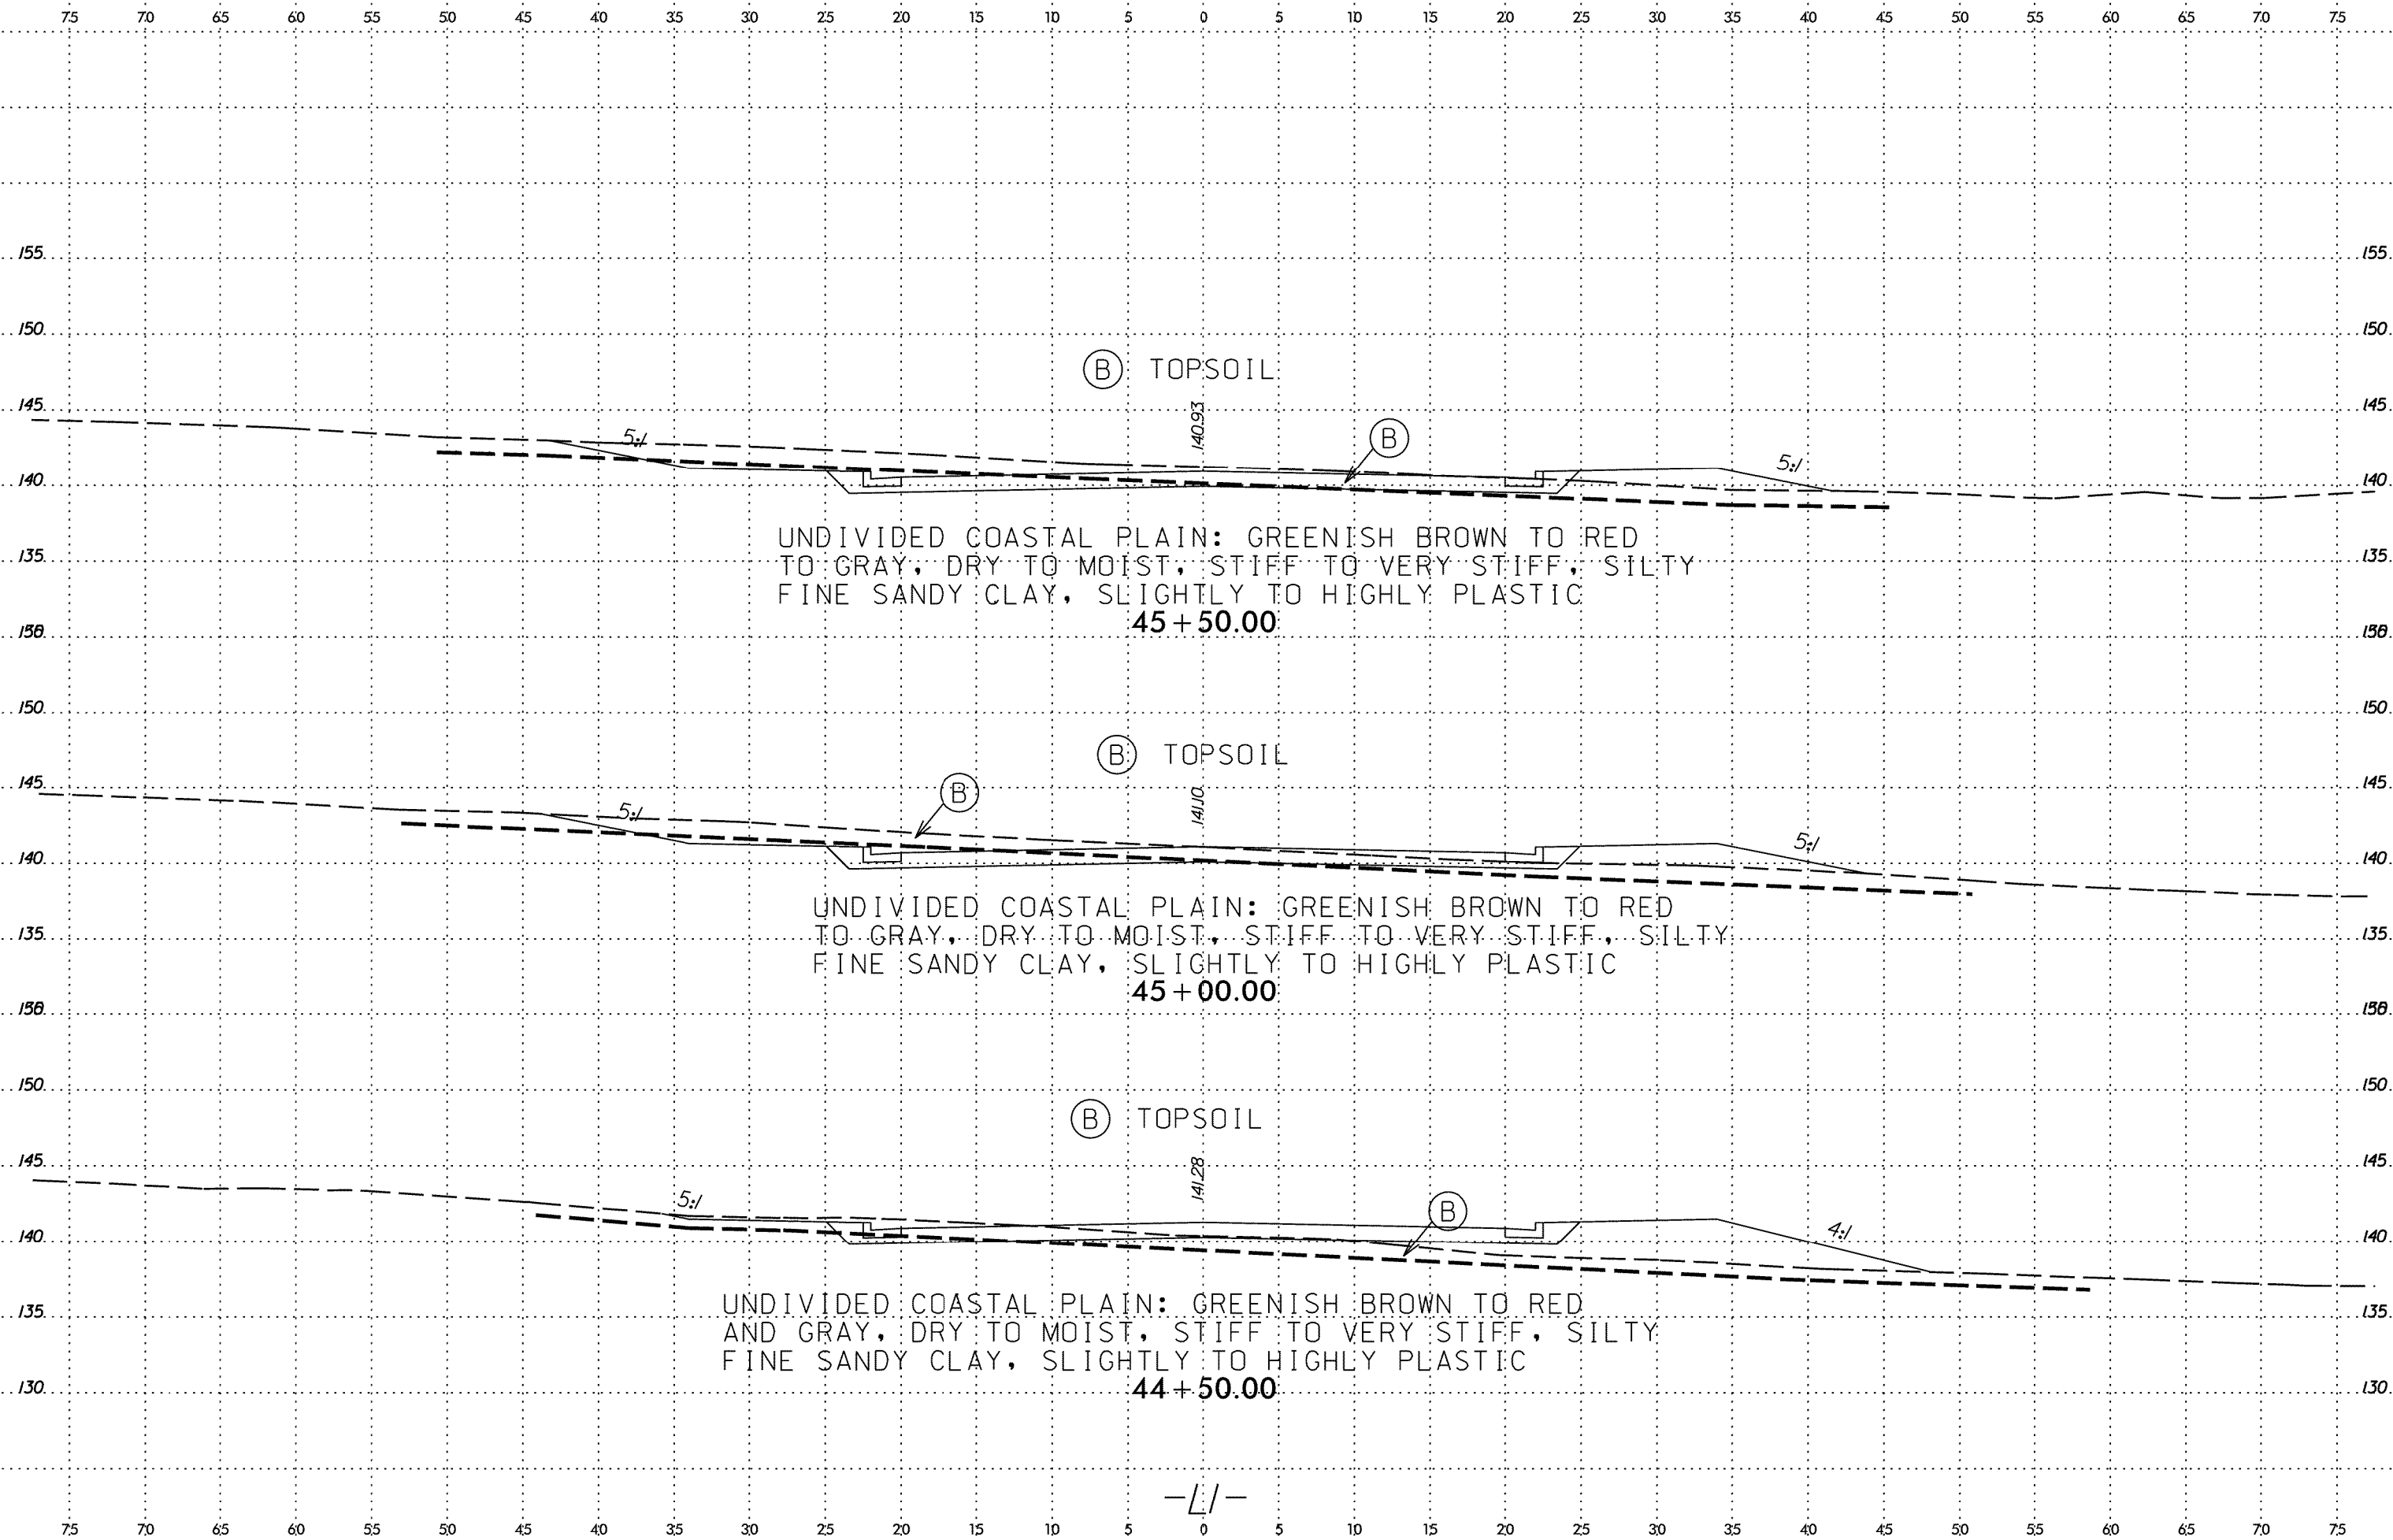 75 70 65 60 55 50 45 40 35 30 25 20 15 10 5 0 5 10 15 20 25 30 35 40 45 50 55 60 65 70 75
155 155
150 150
B TOPSOIL
145 140.93 145
B
5:1
5:1
140 140
UNDIVIDED COASTAL PLAIN: GREENISH BROWN TO RED
135 135
TO GRAY, DRY TO MOIST, STIFF TO VERY STIFF, SILTY
FINE SANDY CLAY, SLIGHTLY TO HIGHLY PLASTIC
45+50.00
150 150
B TOPSOIL
145 141.10 145
B
5:1
5:1
140 140
UNDIVIDED COASTAL PLAIN: GREENISH BROWN TO RED
135 135
TO GRAY, DRY TO MOIST, STIFF TO VERY STIFF, SILTY
FINE SANDY CLAY, SLIGHTLY TO HIGHLY PLASTIC
45+00.00
150 150
B TOPSOIL
145 141.28 145
5:1
B
4:1
140 140
UNDIVIDED COASTAL PLAIN: GREENISH BROWN TO RED
135 135
AND GRAY, DRY TO MOIST, STIFF TO VERY STIFF, SILTY
FINE SANDY CLAY, SLIGHTLY TO HIGHLY PLASTIC
44+50.00
130 130
-L1-
75 70 65 60 55 50 45 40 35 30 25 20 15 10 5 0 5 10 15 20 25 30 35 40 45 50 55 60 65 70 75